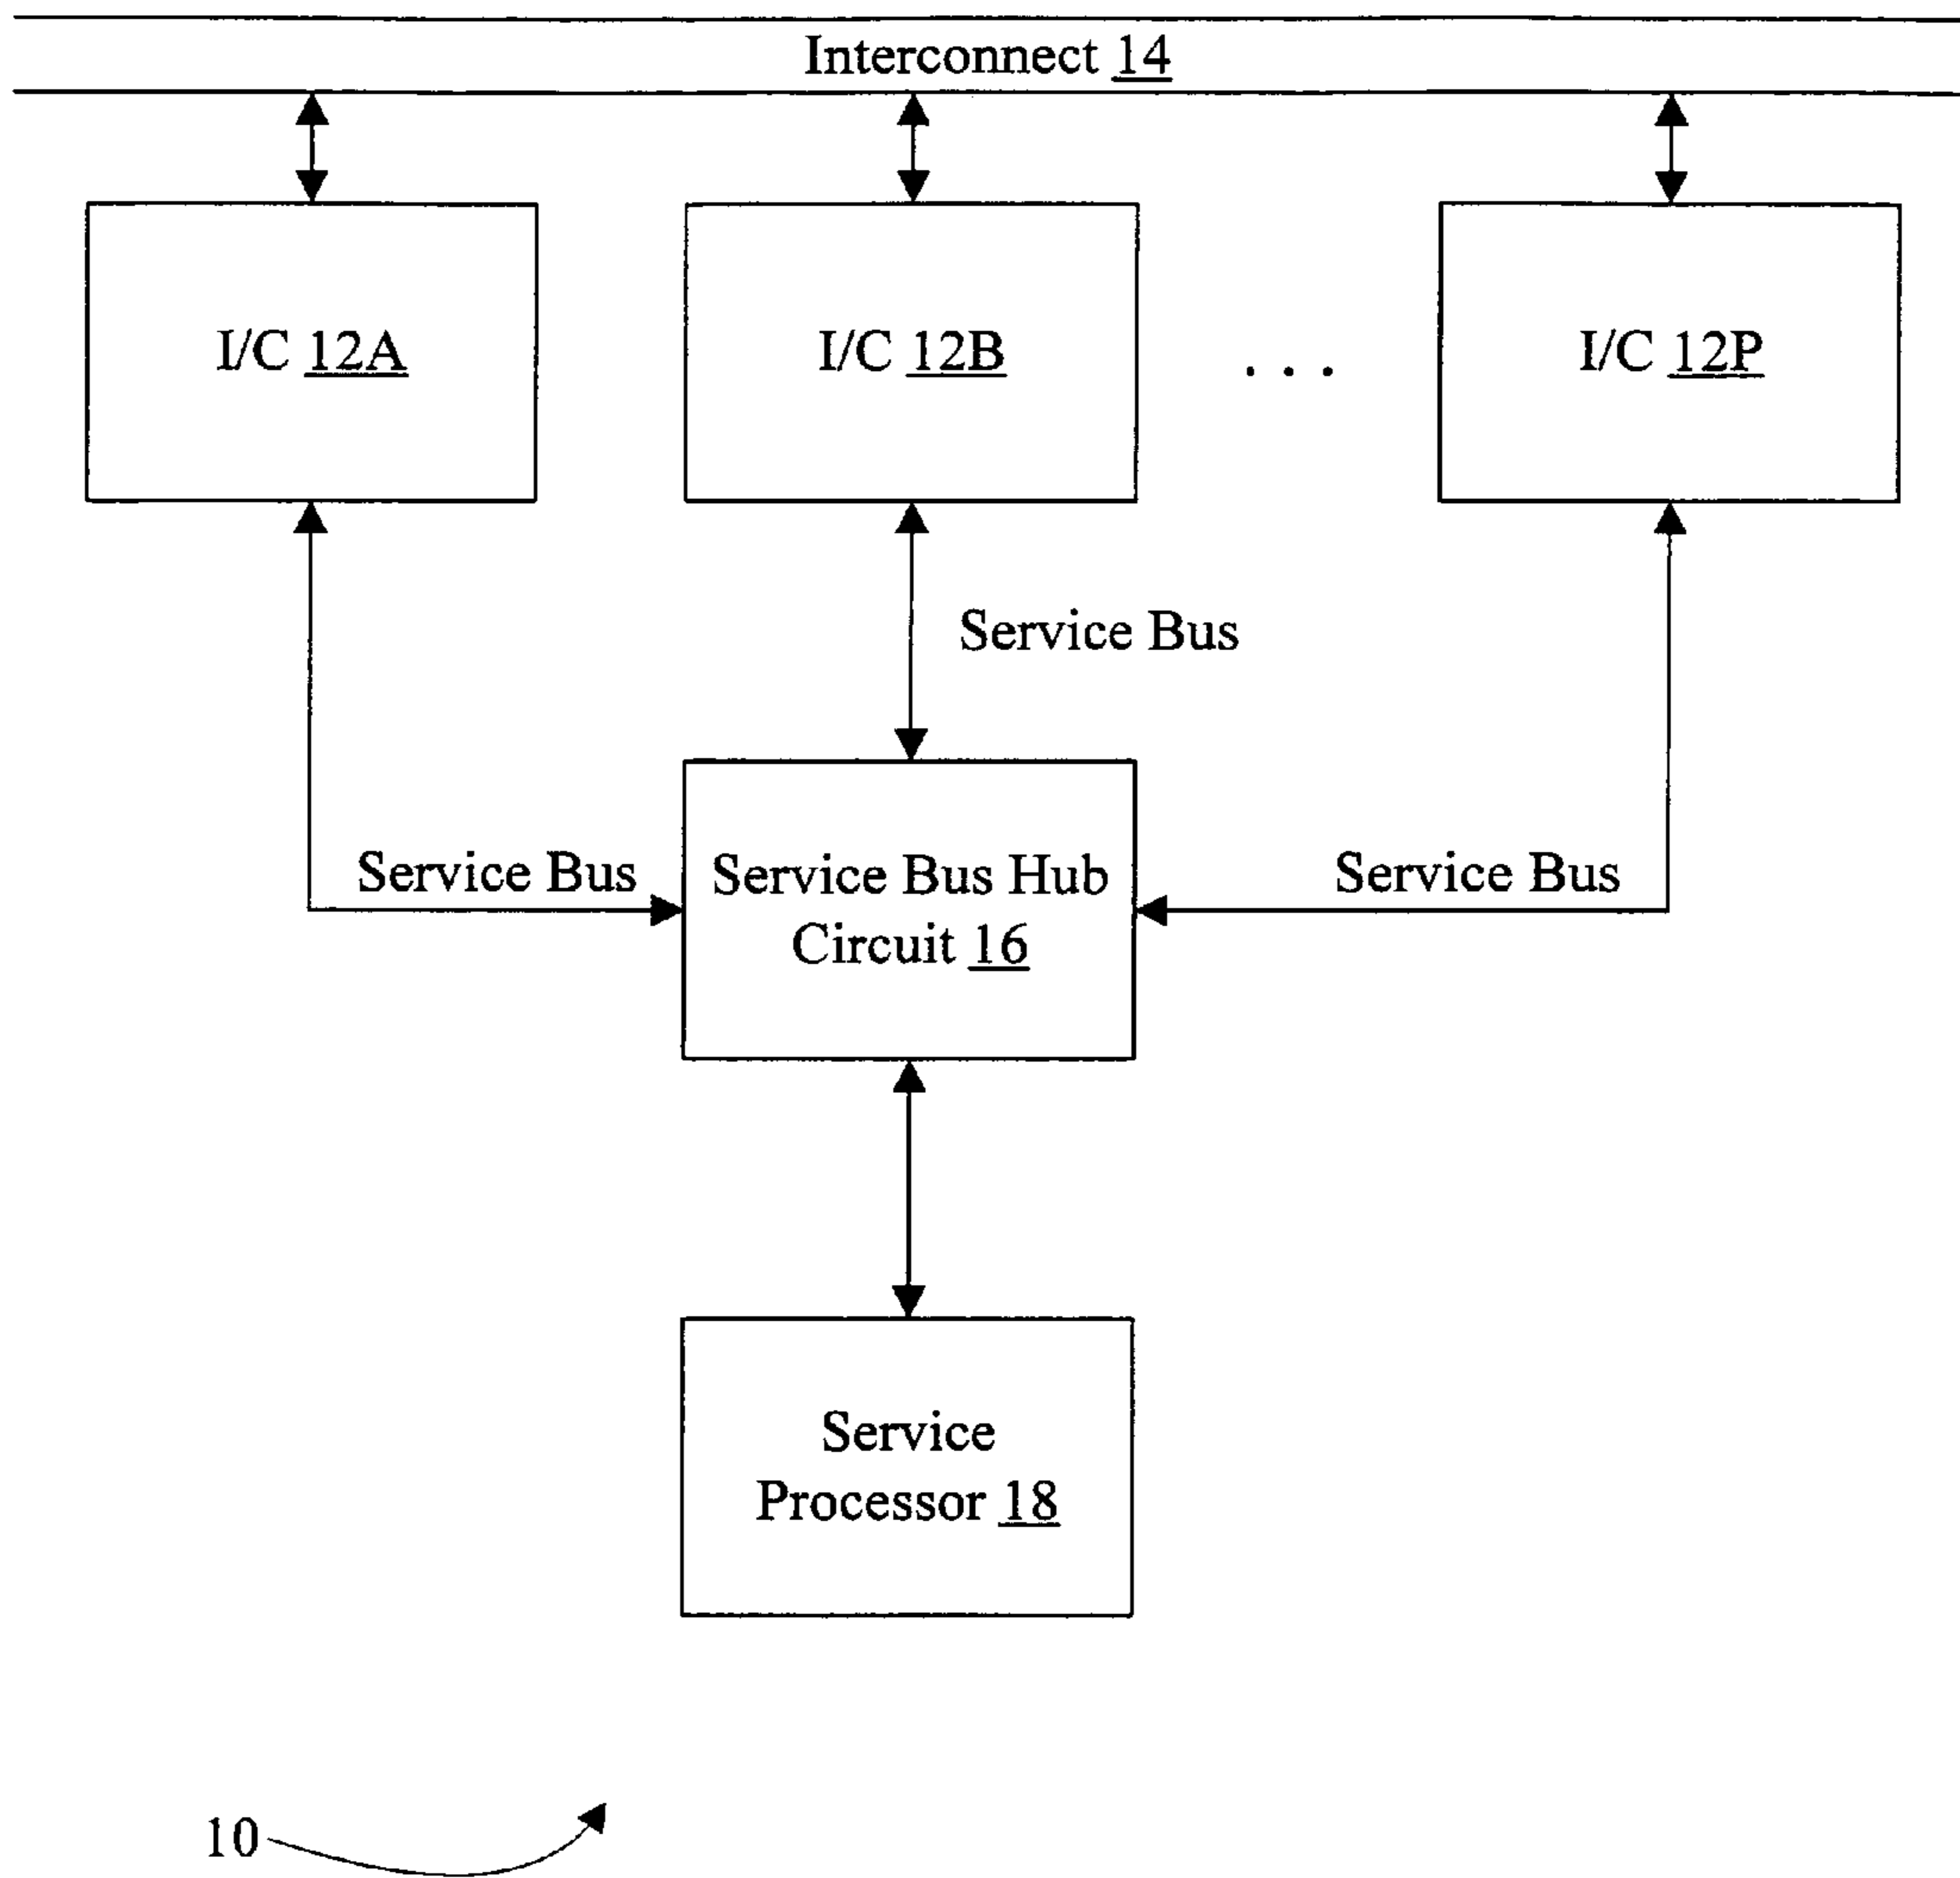 Interconnect 14
I/C 12A
I/C 12B
. . .
I/C 12P
Service Bus
Service Bus
Service Bus Hub
Circuit 16
Service Bus
Service
Processor 18
10